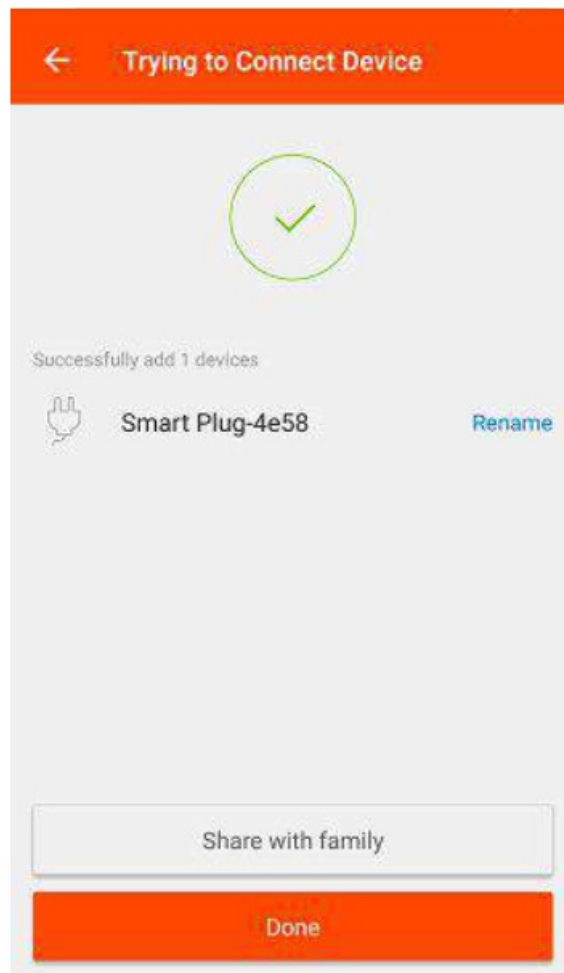 Trying to Connect Device
Successfully add 1 devices
Smart Plug-4e58 Rename
Share with family
Done